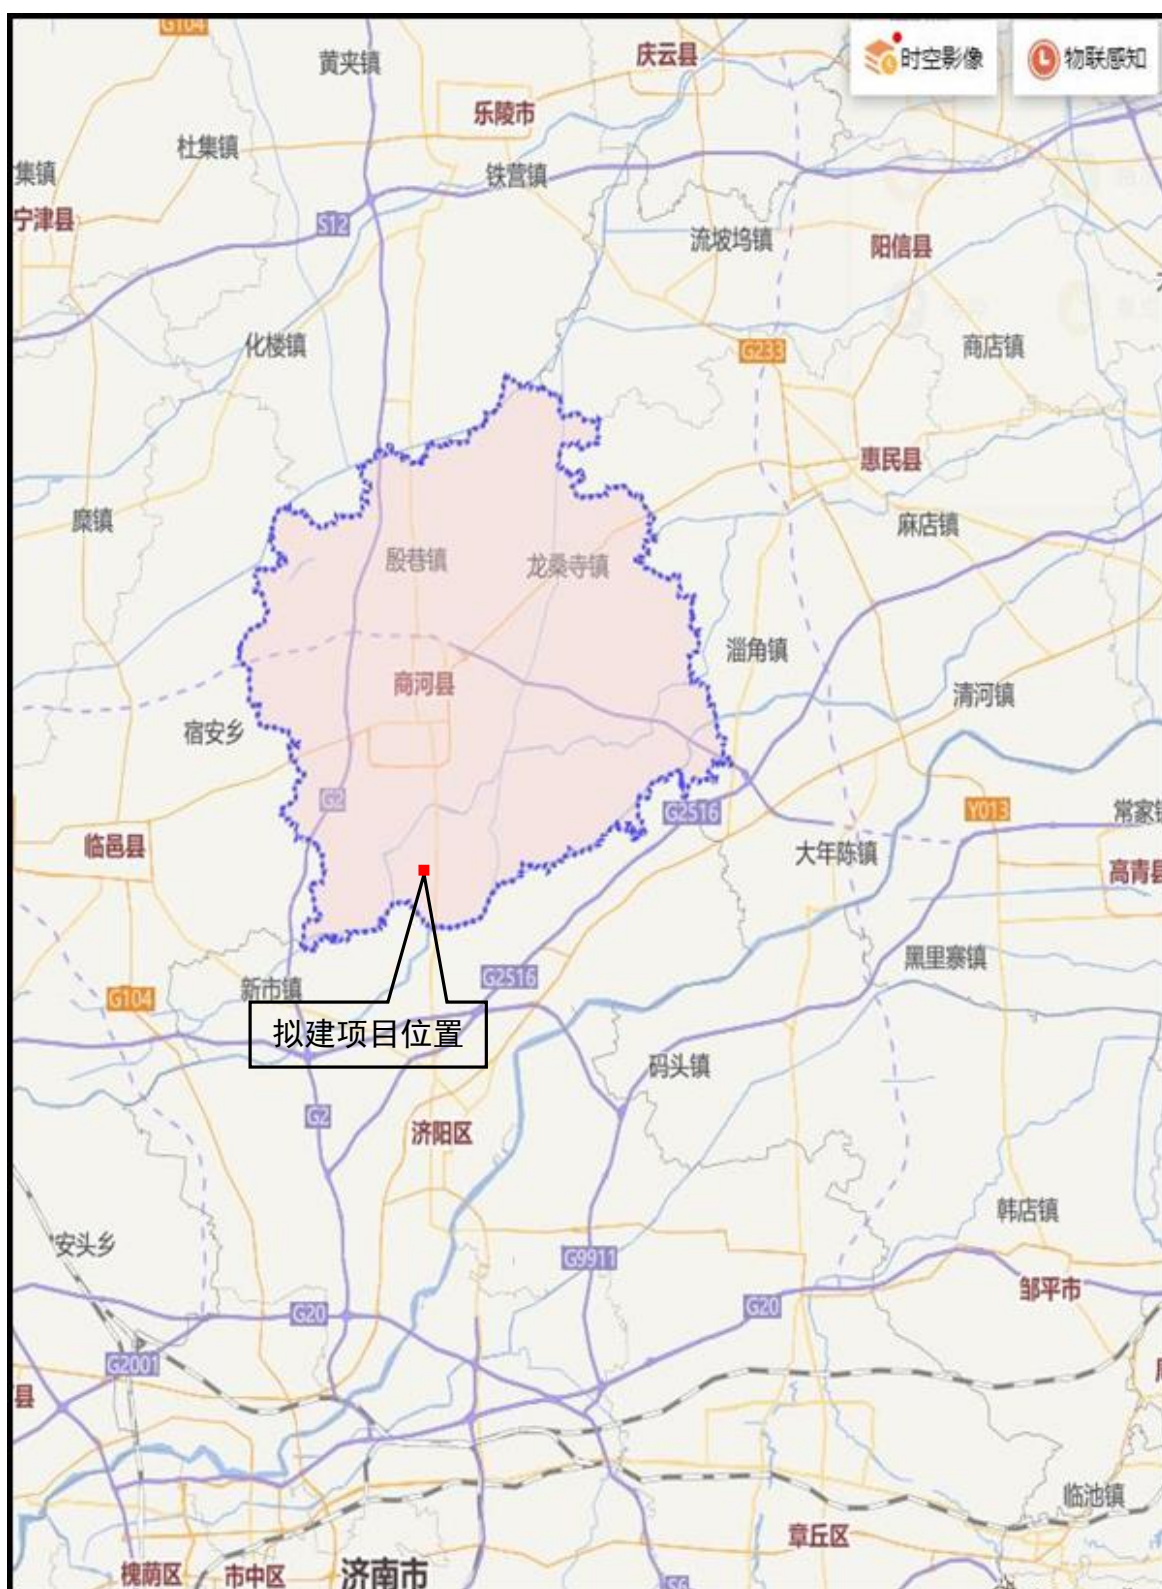 G104
黄夹镇
庆云县
时空影像
物联感知
乐陵市
杜集镇
集镇
铁营镇
宁津县
S12
流坡坞镇
阳信县
化楼镇
G233
商店镇
惠民县
糜镇
麻店镇
殷巷镇
龙桑寺镇
淄角镇
商河县
清河镇
宿安乡
G2
G2516
Y013
常家镇
临邑县
大年陈镇
高青县
黑里寨镇
G2516
新市镇
G104
拟建项目位置
码头镇
G2
济阳区
韩店镇
安头乡
G9911
邹平市
G20
G20
G2001
县
临池镇
章丘区
槐荫区
市中区
济南市
S6